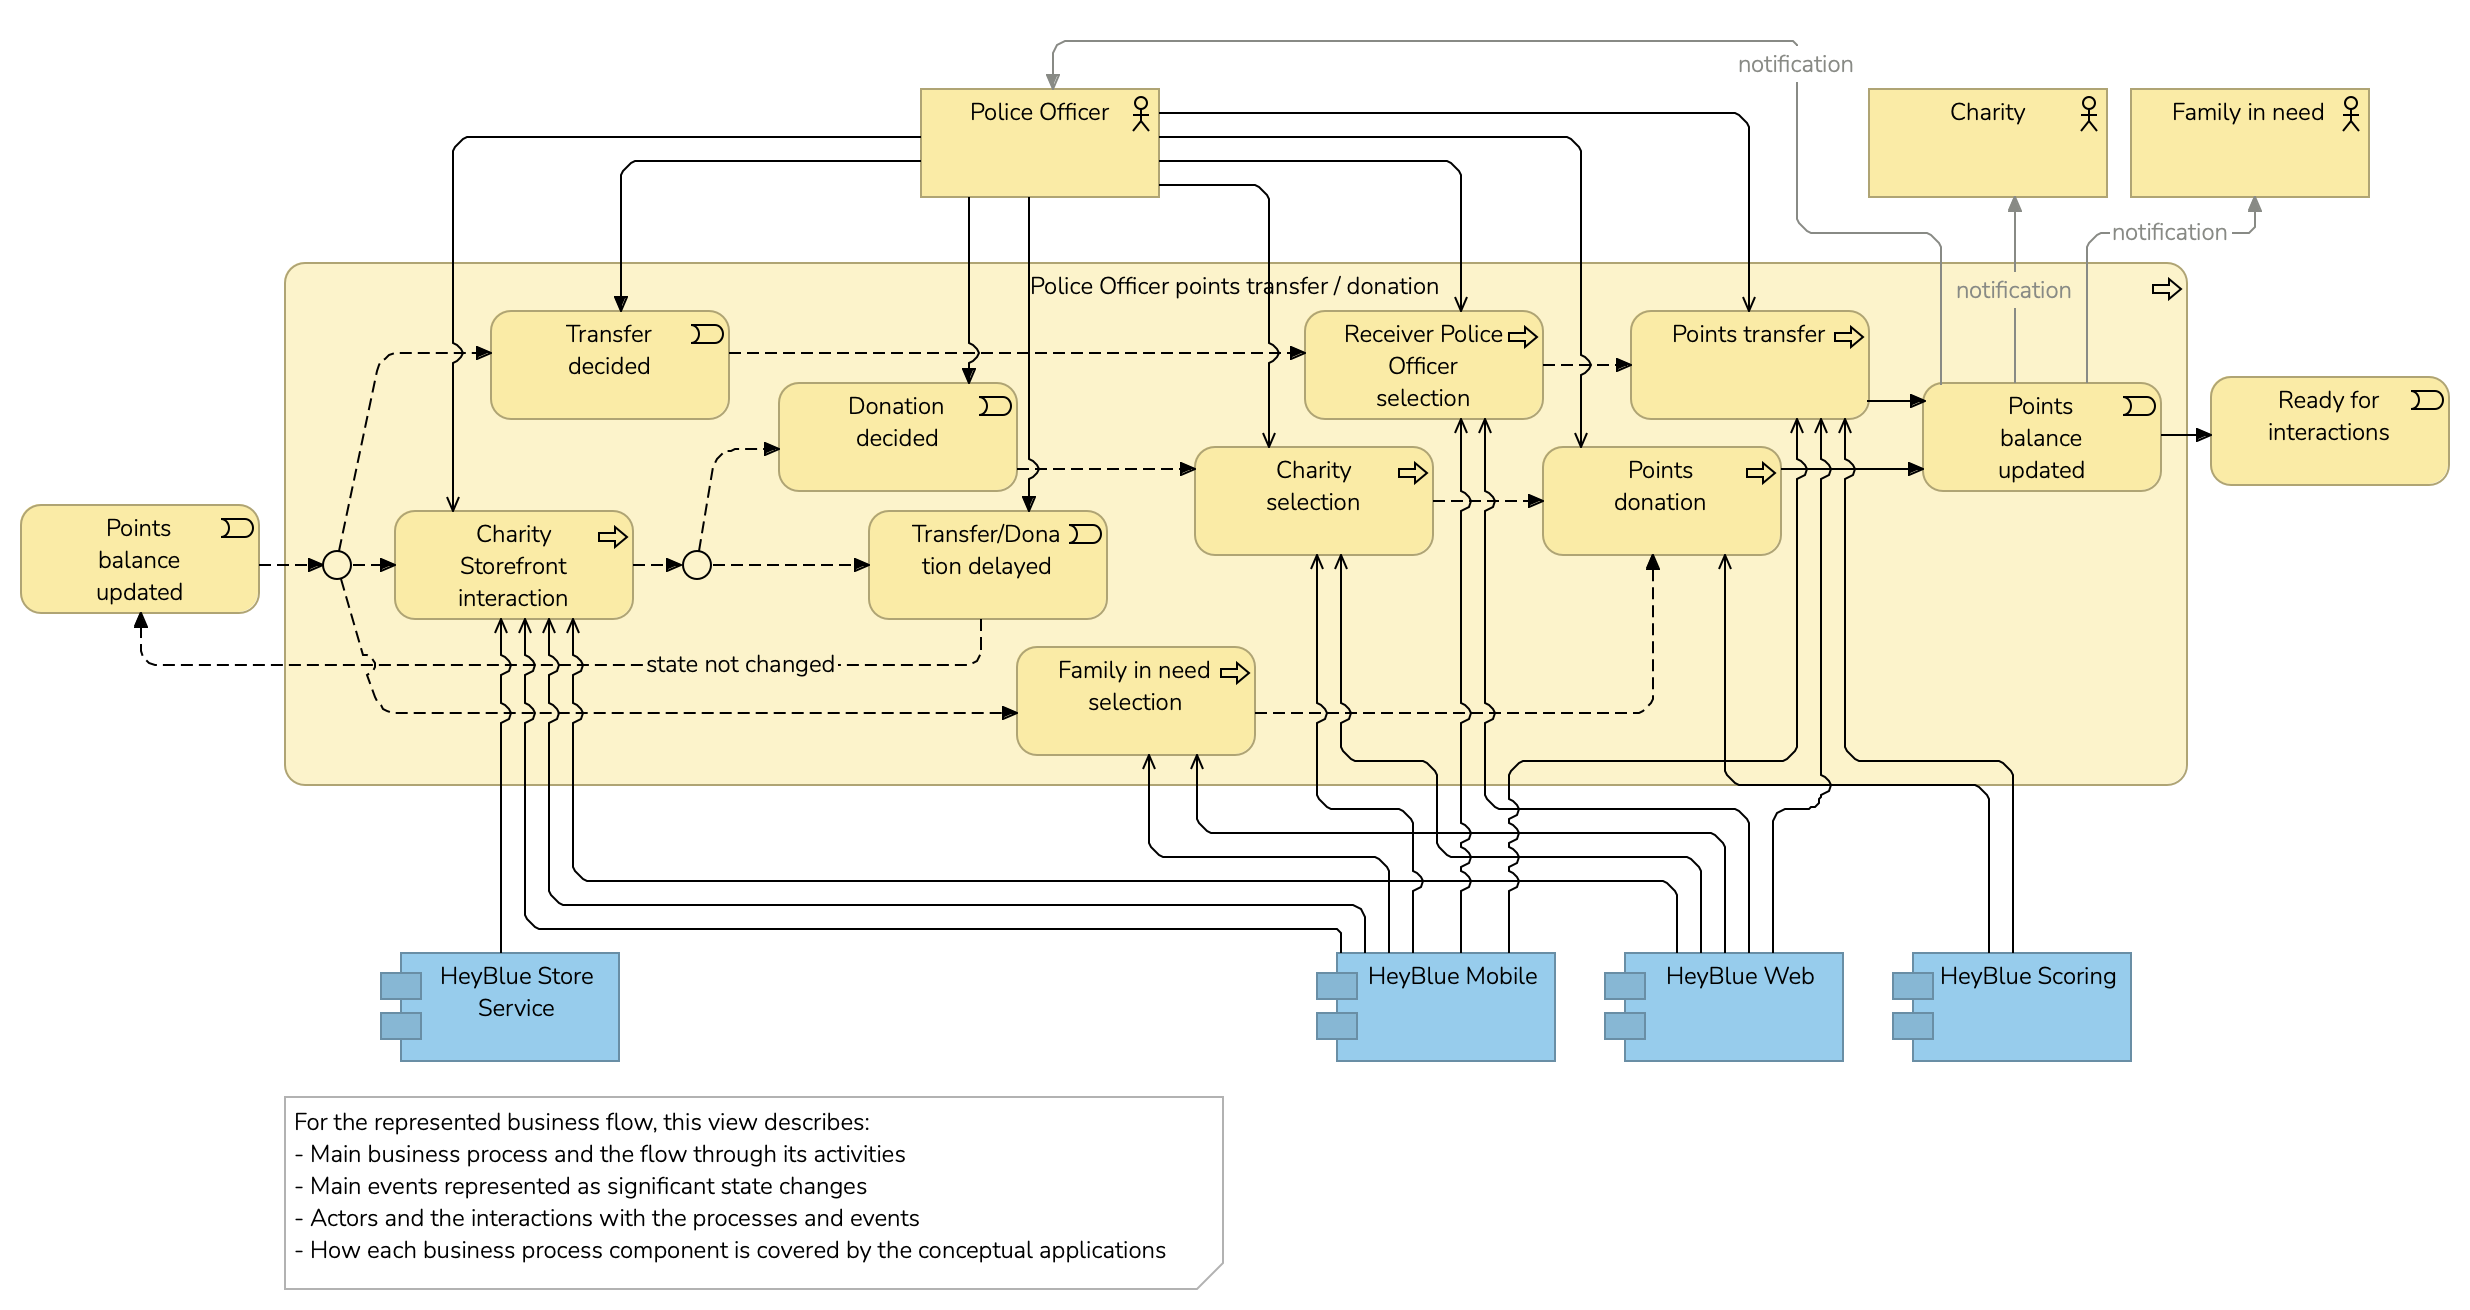 notification
Police Officer
Charity
Family in need
notification
Police Officer points transfer / donation
notification
Transfer
decided
Receiver Police
Officer
selection
Points transfer
Donation
decided
Points
balance
updated
Ready for
interactions
Charity
selection
Points
donation
Points
balance
updated
Charity
Storefront
interaction
Transfer/Dona
tion delayed
state not changed
Family in need
selection
HeyBlue Store
Service
HeyBlue Mobile
HeyBlue Web
HeyBlue Scoring
For the represented business flow, this view describes:
- Main business process and the flow through its activities
- Main events represented as significant state changes
- Actors and the interactions with the processes and events
- How each business process component is covered by the conceptual applications